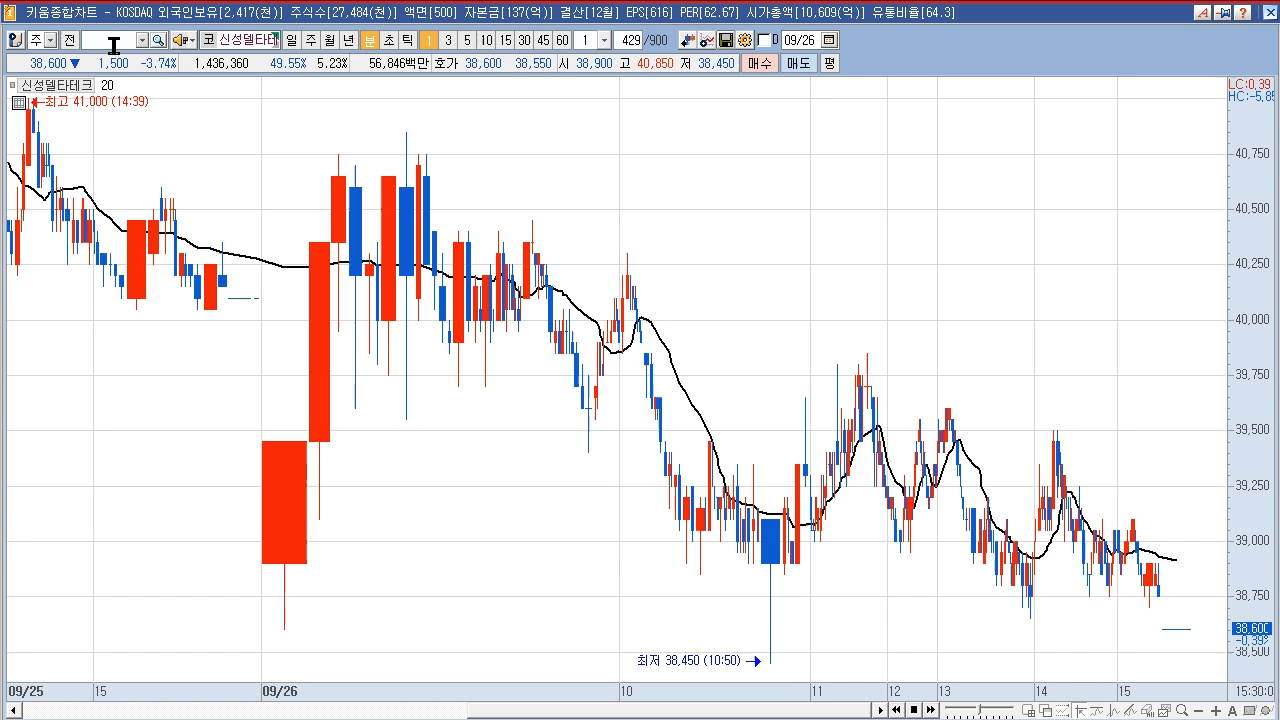 키움종합차트 - KOSDAQ 외국인보유[2,417(천)] 주식수[27,484(천)] 액면[500] 자본금[137(억)] 결산[12월] EPS[616] PER[62.67] 시가총액[10,609(억)] 유통비율[64.3]
주 전 코 신성델타테 일 주 월 년 분 초 틱 1 3 5 10 15 30 45 60 1 429 /900 D 09/26
38,600 ▼ 1,500 -3.74% 1,436,360 49.55% 5.23% 56,846백만 호가 38,600 38,550 시 38,900 고 40,850 저 38,450 매수 매도 평
신성델타테크 20
LC:0,39
HC:-5,85
최고 41,000 (14:39)
40,750
40,500
40,250
40,000
39,750
39,500
39,250
39,000
38,750
38,600
-0,39%
38,500
최저 38,450 (10:50)
09/25 15 09/26 10 11 12 13 14 15 15:30:0
A